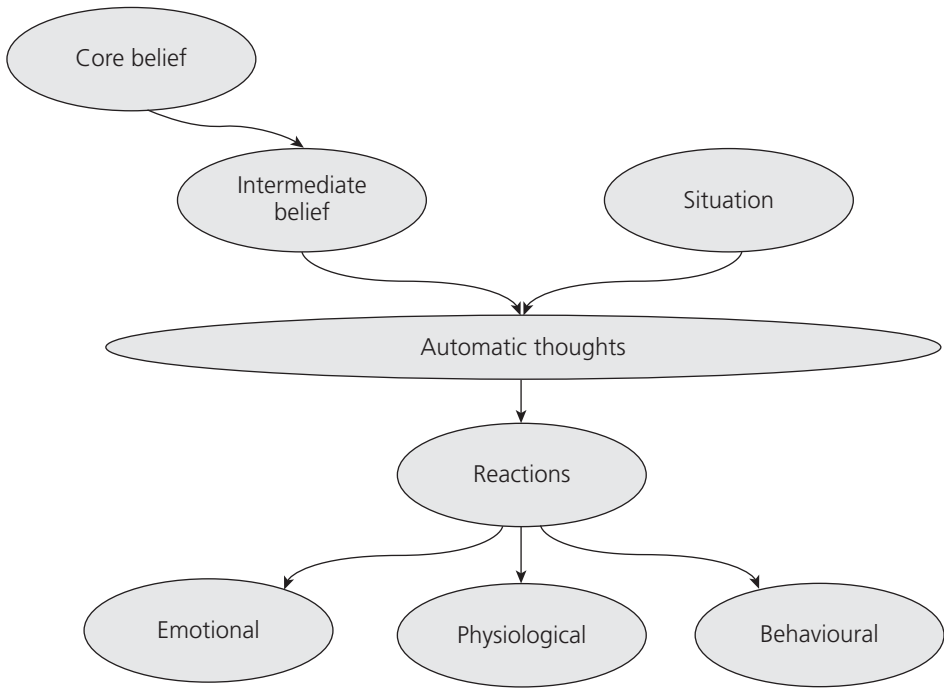 Core belief
Intermediate
belief
Situation
Automatic thoughts
Reactions
Emotional
Physiological
Behavioural